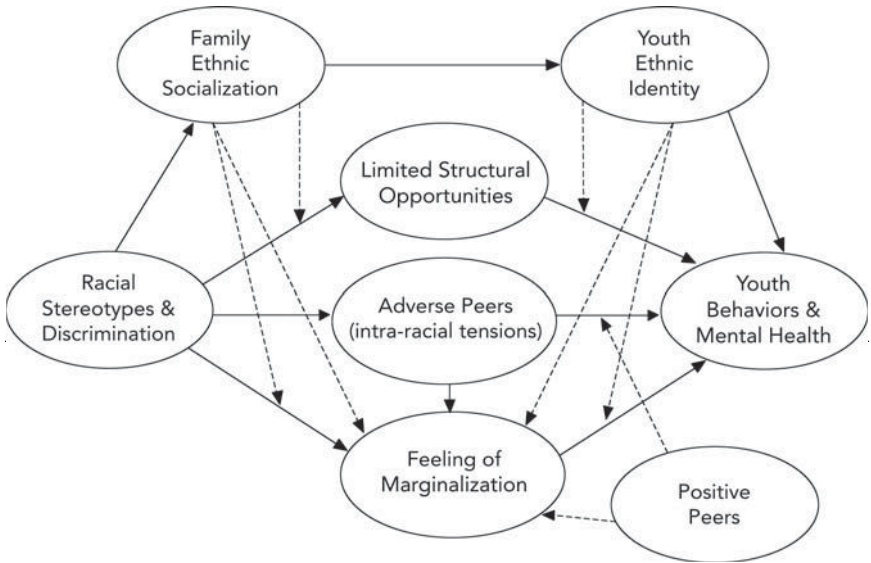 Family
Ethnic
Socialization
Youth
Ethnic
Identity
Limited Structural
Opportunities
Racial
Stereotypes &
Discrimination
Adverse Peers
(intra-racial tensions)
Youth
Behaviors &
Mental Health
Feeling of
Marginalization
Positive
Peers